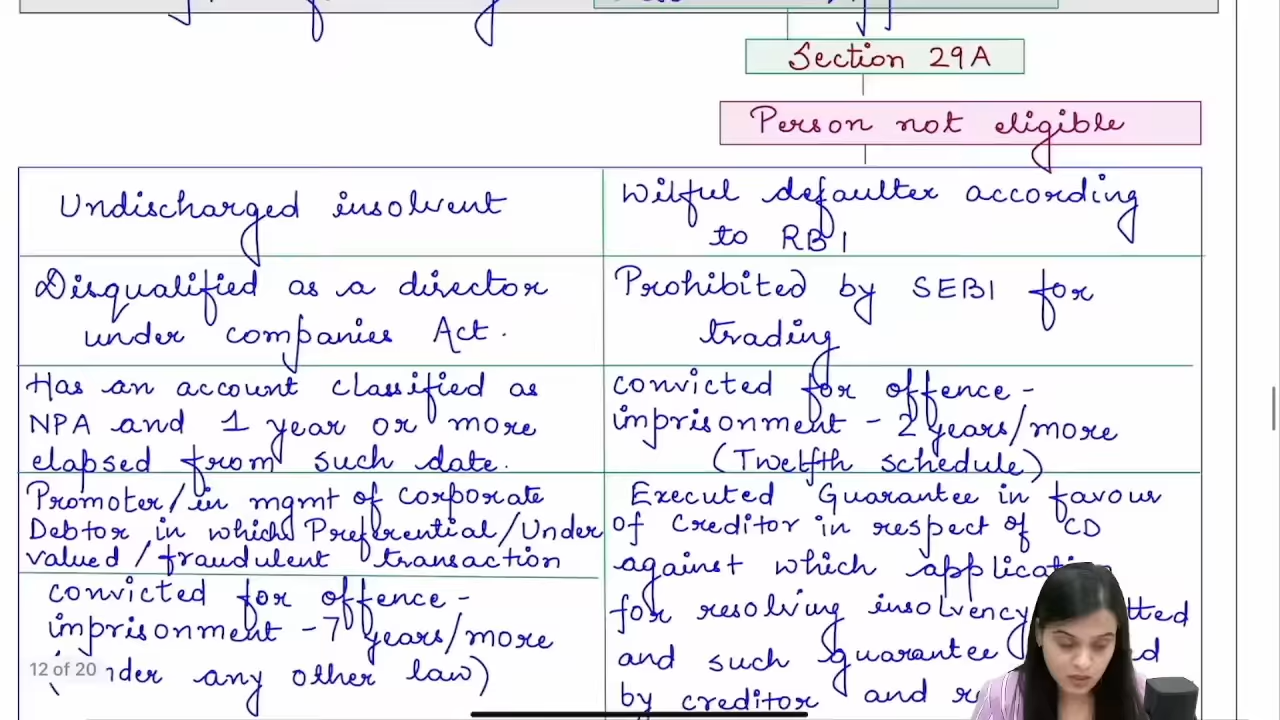 Section 29A
Person not eligible
Undischarged insolvent
Wilful defaulter according
to RBI
Disqualified as a director
under companies Act.
Prohibited by SEBI for
trading
Has an account classified as
NPA and 1 year or more
elapsed from such date.
convicted for offence -
imprisonment - 2 years/more
(Twelfth schedule)
Promoter/in mgmt of corporate
Debtor in which Preferential/Under
valued/fraudulent transaction
Executed Guarantee in favour
of creditor in respect of CD
against which
for resolving insolvency
and such guarantee
by creditor and
convicted for offence -
imprisonment - 7 years/more
any other law)
12 of 20